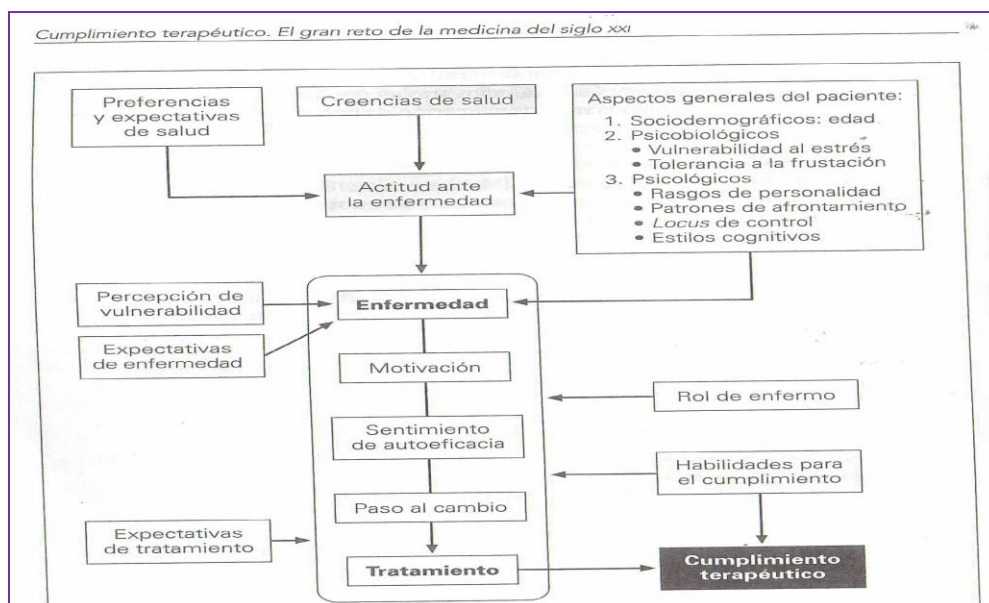 Cumplimiento terapéutico. El gran reto de la medicina del siglo XXI
Preferencias
y expectativas
de salud
Creencias de salud
Aspectos generales del paciente:
1. Sociodemográficos: edad
2. Psicobiológicos
• Vulnerabilidad al estrés
• Tolerancia a la frustación
3. Psicológicos
• Rasgos de personalidad
• Patrones de afrontamiento
• Locus de control
• Estilos cognitivos
Actitud ante
la enfermedad
Percepción de
vulnerabilidad
Enfermedad
Expectativas
de enfermedad
Motivación
Rol de enfermo
Sentimiento
de autoeficacia
Habilidades para
el cumplimiento
Paso al cambio
Expectativas
de tratamiento
Tratamiento
Cumplimiento
terapéutico